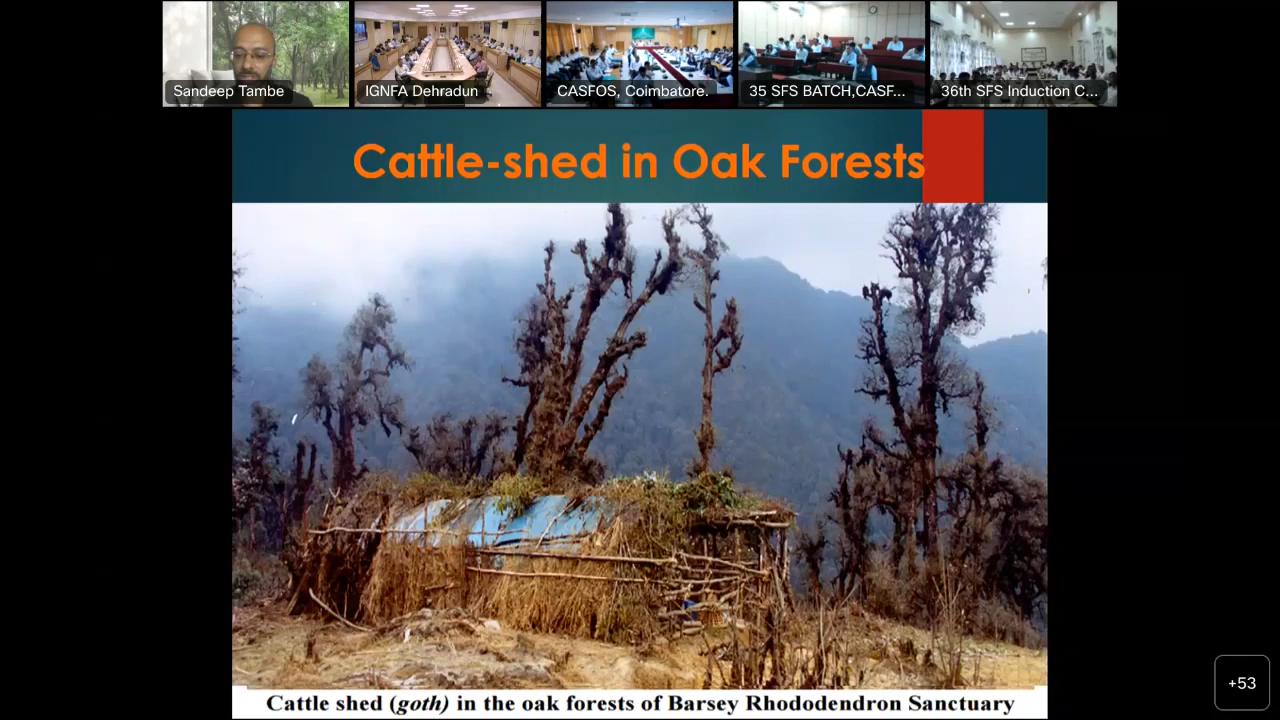 Sandeep Tambe
IGNFA Dehradun
CASFOS, Coimbatore.
35 SFS BATCH,CASF...
36th SFS Induction C...
Cattle-shed in Oak Forests
Cattle shed (goth) in the oak forests of Barsey Rhododendron Sanctuary
+53